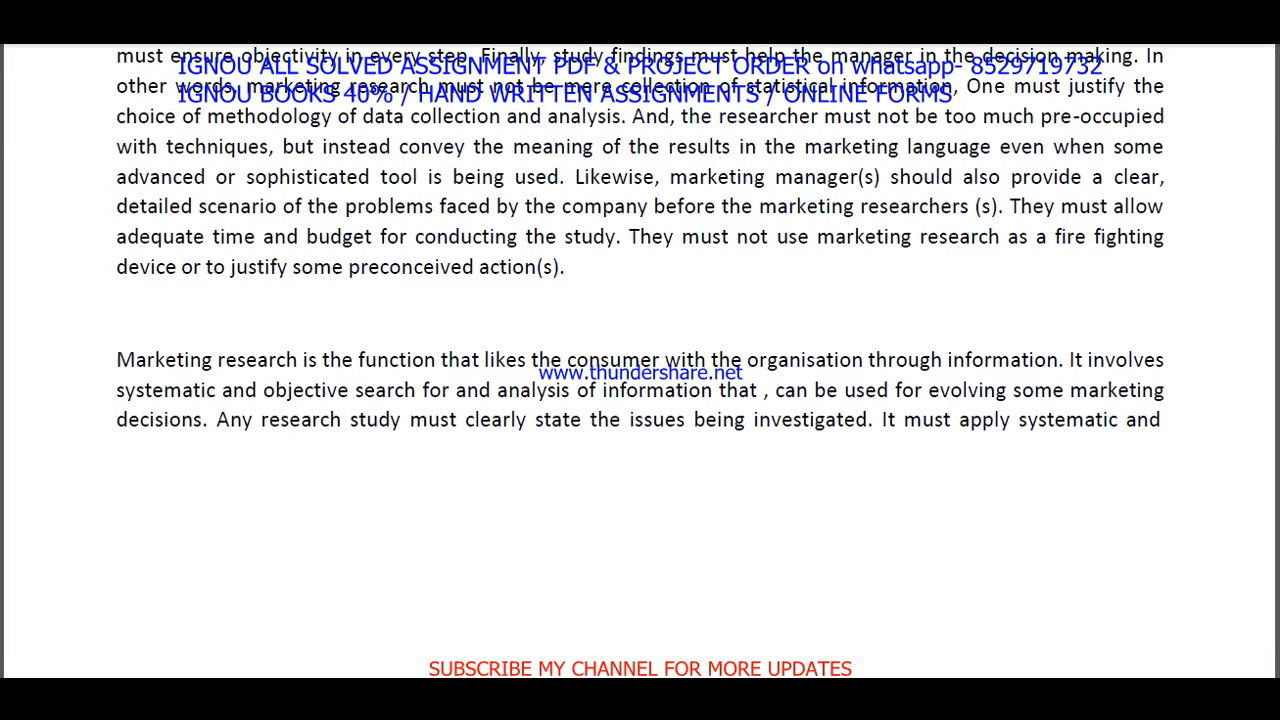 must ensure objectivity in every step. Finally, study findings must help the manager in the decision making. In
IGNOU ALL SOLVED ASSIGNMENT PDF & PROJECT ORDER on whatsapp- 8529719732
other words, marketing research must not be mere collection of statistical information, One must justify the
IGNOU BOOKS 40% / HAND WRITTEN ASSIGNMENTS / ONLINE FORMS
choice of methodology of data collection and analysis. And, the researcher must not be too much pre-occupied
with techniques, but instead convey the meaning of the results in the marketing language even when some
advanced or sophisticated tool is being used. Likewise, marketing manager(s) should also provide a clear,
detailed scenario of the problems faced by the company before the marketing researchers (s). They must allow
adequate time and budget for conducting the study. They must not use marketing research as a fire fighting
device or to justify some preconceived action(s).
Marketing research is the function that likes the consumer with the organisation through information. It involves
www.thundershare.net
systematic and objective search for and analysis of information that , can be used for evolving some marketing
decisions. Any research study must clearly state the issues being investigated. It must apply systematic and
SUBSCRIBE MY CHANNEL FOR MORE UPDATES